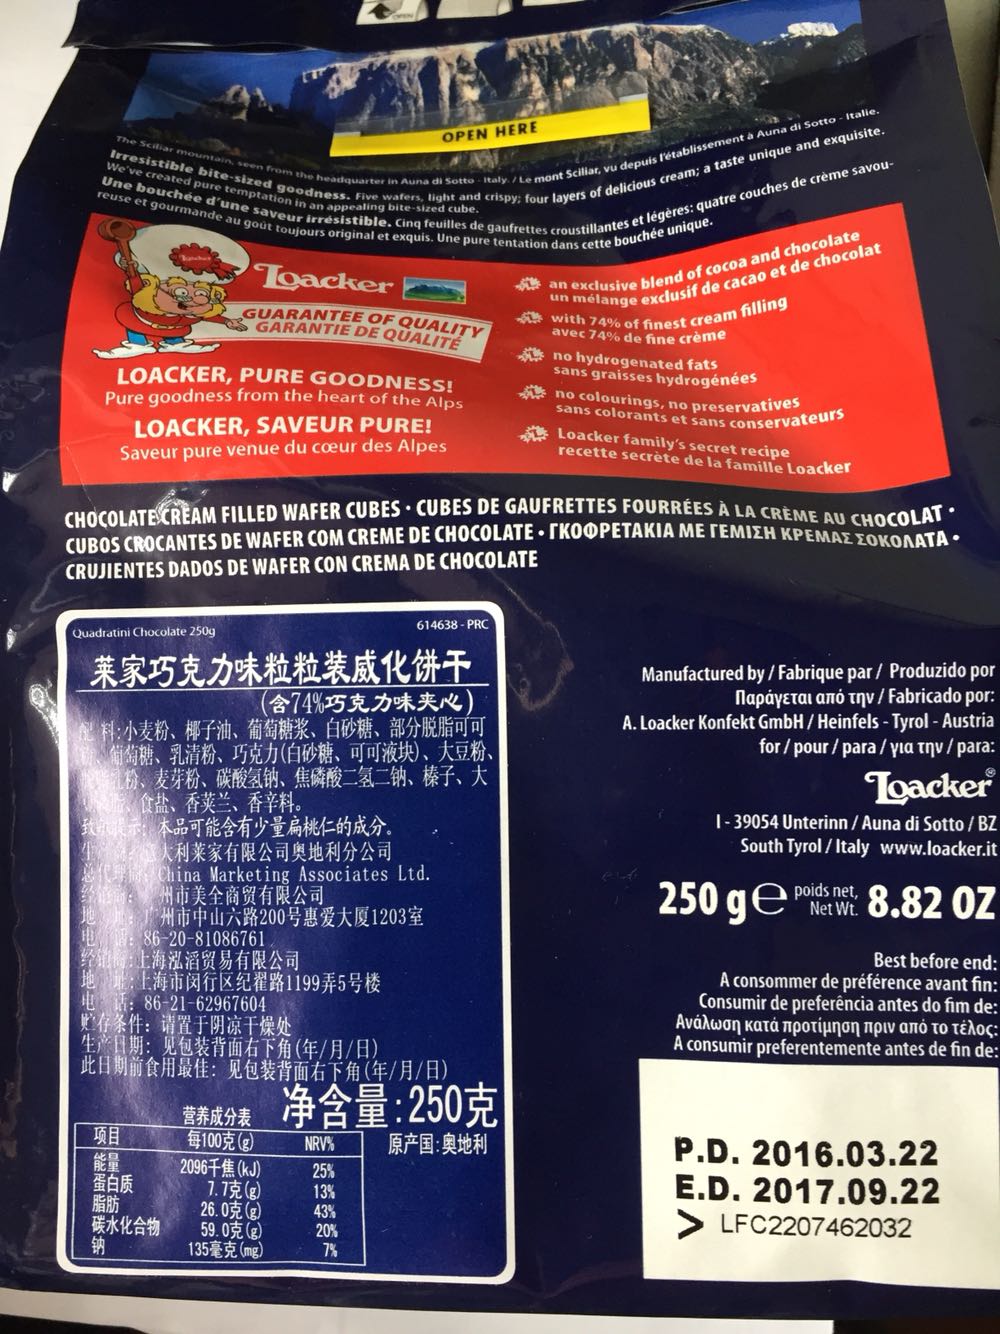 OPEN
OPEN HERE
The Sciliar mountain, seen from the headquarter in Auna di Sotto - Italy. / Le mont Sciliar, vu depuis l'établissement à Auna di Sotto - Italie.
Irresistible bite-sized goodness. Five wafers, light and crispy; four layers of delicious cream; a taste unique and exquisite.
We've created pure temptation in an appealing bite-sized cube.
Une bouchée d'une saveur irrésistible. Cinq feuilles de gaufrettes croustillantes et légères: quatre couches de crème savou-
reuse et gourmande au goût toujours original et exquis. Une pure tentation dans cette bouchée unique.
Loacker
Loacker
GUARANTEE OF QUALITY
GARANTIE DE QUALITÉ
LOACKER, PURE GOODNESS!
Pure goodness from the heart of the Alps
LOACKER, SAVEUR PURE!
Saveur pure venue du cœur des Alpes
an exclusive blend of cocoa and chocolate
un mélange exclusif de cacao et de chocolat
with 74% of finest cream filling
avec 74% de fine crème
no hydrogenated fats
sans graisses hydrogénées
no colourings, no preservatives
sans colorants et sans conservateurs
Loacker family's secret recipe
recette secrète de la famille Loacker
CHOCOLATE CREAM FILLED WAFER CUBES • CUBES DE GAUFRETTES FOURRÉES À LA CRÈME AU CHOCOLAT •
CUBOS CROCANTES DE WAFER COM CREME DE CHOCOLATE • ΓΚΟΦΡΕΤΑΚΙΑ ΜΕ ΓΕΜΙΣΗ ΚΡΕΜΑΣ ΣΟΚΟΛΑΤΑ •
CRUJIENTES DADOS DE WAFER CON CREMA DE CHOCOLATE
Quadratini Chocolate 250g
614638 - PRC
莱家巧克力味粒粒装威化饼干
(含74%巧克力味夹心)
料:小麦粉、椰子油、葡萄糖浆、白砂糖、部分脱脂可可
葡萄糖、乳清粉、巧克力(白砂糖、可可液块)、大豆粉、
乳粉、麦芽粉、碳酸氢钠、焦磷酸二氢二钠、榛子、大
食盐、香荚兰、香辛料。
示: 本品可能含有少量扁桃仁的成分。
大利莱家有限公司奥地利分公司
China Marketing Associates Ltd.
州市美全商贸有限公司
地 州市中山六路200号惠爱大厦1203室
电 话: 86-20-81086761
经销商:上海泓滔贸易有限公司
地 址:上海市闵行区纪翟路1199弄5号楼
电 话: 86-21-62967604
贮存条件: 请置于阴凉干燥处
生产日期: 见包装背面右下角(年/月/日)
此日期前食用最佳: 见包装背面右下角(年/月/日)
净含量:250克
原产国:奥地利
营养成分表
项目 每100克(g) NRV%
能量 2096千焦(kJ) 25%
蛋白质 7.7克(g) 13%
脂肪 26.0克(g) 43%
碳水化合物 59.0克(g) 20%
钠 135毫克(mg) 7%
Manufactured by / Fabrique par / Produzido por
Παράγεται από την / Fabricado por:
A. Loacker Konfekt GmbH / Heinfels - Tyrol - Austria
for / pour / para / για την / para:
Loacker®
I - 39054 Unterinn / Auna di Sotto / BZ
South Tyrol / Italy www.loacker.it
250 g e poids net, Net Wt. 8.82 OZ
Best before end:
A consommer de préférence avant fin:
Consumir de preferência antes do fim de:
Ανάλωση κατά προτίμηση πριν από το τέλος:
A consumir preferentemente antes de fin de:
P.D. 2016.03.22
E.D. 2017.09.22
> LFC2207462032